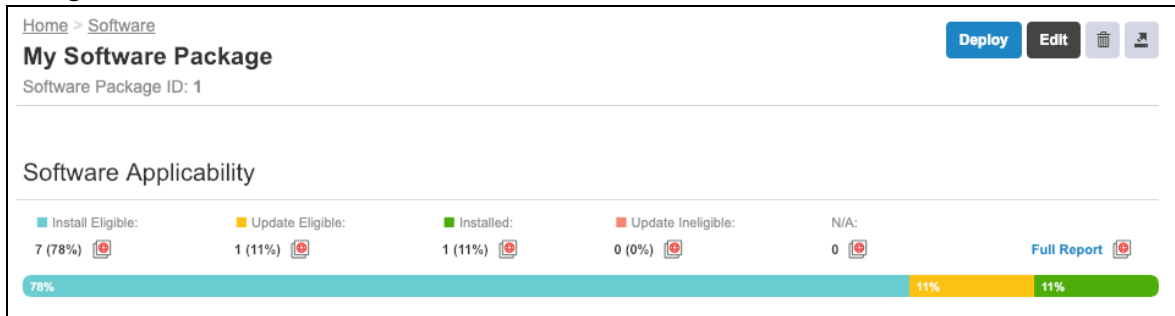 Home > Software
My Software Package
Software Package ID: 1
Deploy Edit
Software Applicability
Install Eligible: Update Eligible: Installed: Update Ineligible: N/A:
7 (78%) 1 (11%) 1 (11%) 0 (0%) 0 Full Report
78% 11% 11%